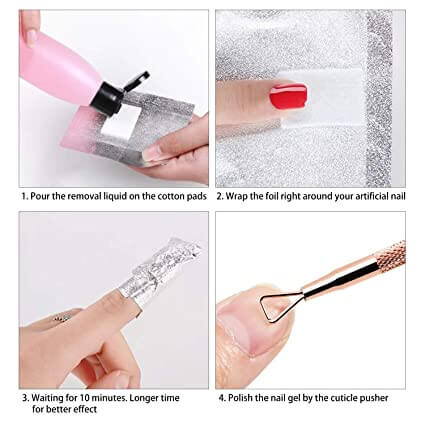 1. Pour the removal liquid on the cotton pads
2. Wrap the foil right around your artificial nail
3. Waiting for 10 minutes. Longer time
for better effect
4. Polish the nail gel by the cuticle pusher